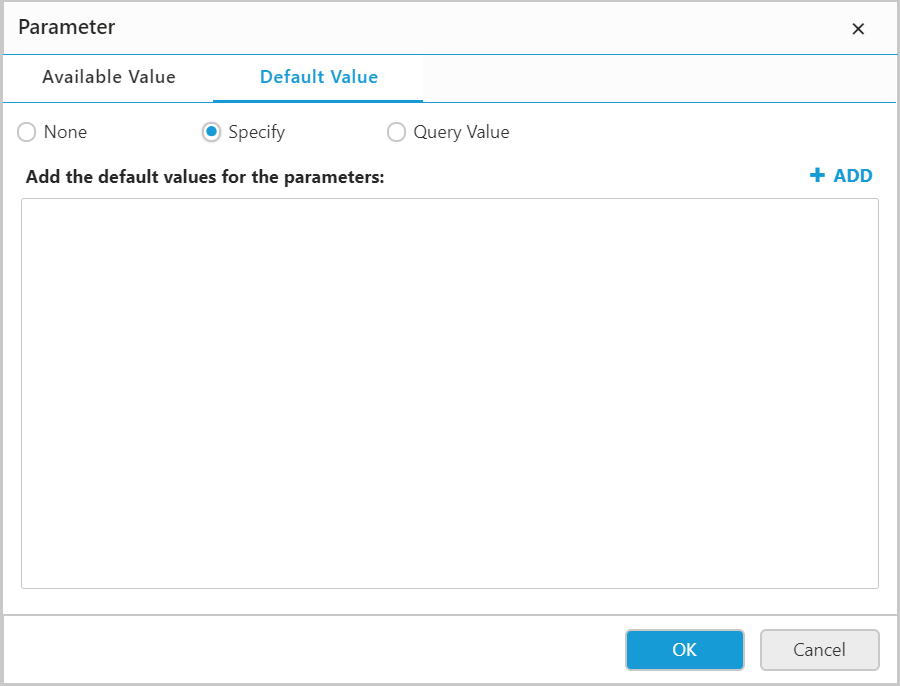 Parameter
Available Value Default Value
None Specify Query Value
Add the default values for the parameters: ADD
OK Cancel